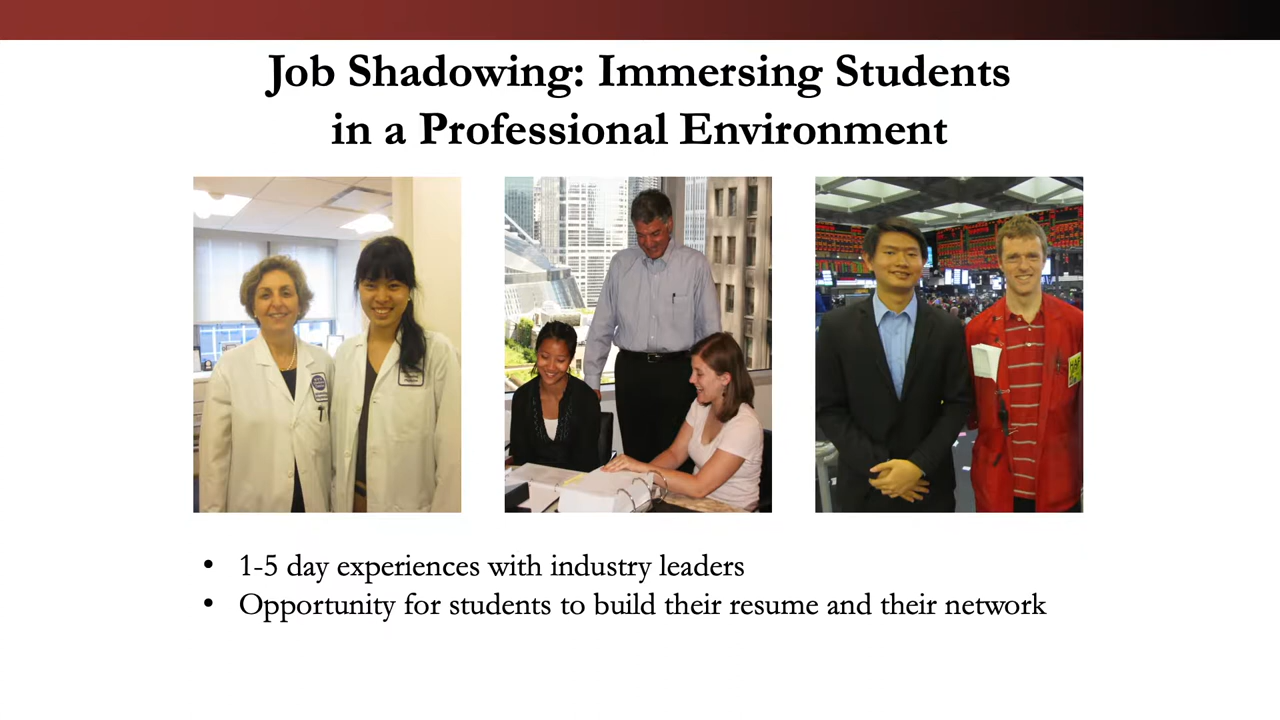 Job Shadowing: Immersing Students
in a Professional Environment
• 1-5 day experiences with industry leaders
• Opportunity for students to build their resume and their network